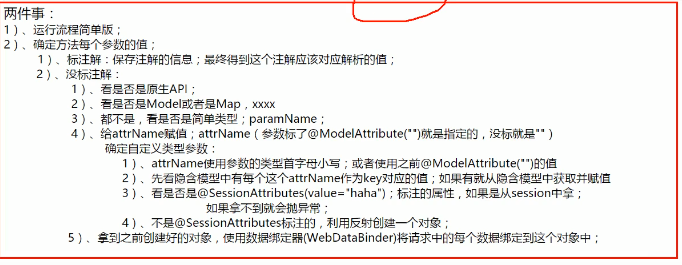 两件事：
1）、运行流程简单版；
2）、确定方法每个参数的值；
1）、标注解：保存注解的信息；最终得到这个注解应该对应解析的值；
2）、没标注解：
1）、看是否是原生API；
2）、看是否是Model或者是Map，xxxx
3）、都不是，看是否是简单类型；paramName；
4）、给attrName赋值；attrName（参数标了@ModelAttribute("")就是指定的，没标就是""）
确定自定义类型参数：
1）、attrName使用参数的类型首字母小写；或者使用之前@ModelAttribute("")的值
2）、先看隐含模型中有每个这个attrName作为key对应的值；如果有就从隐含模型中获取并赋值
3）、看是否是@SessionAttributes(value="haha")；标注的属性，如果是从session中拿；
如果拿不到就会抛异常；
4）、不是@SessionAttributes标注的，利用反射创建一个对象；
5）、拿到之前创建好的对象，使用数据绑定器(WebDataBinder)将请求中的每个数据绑定到这个对象中；